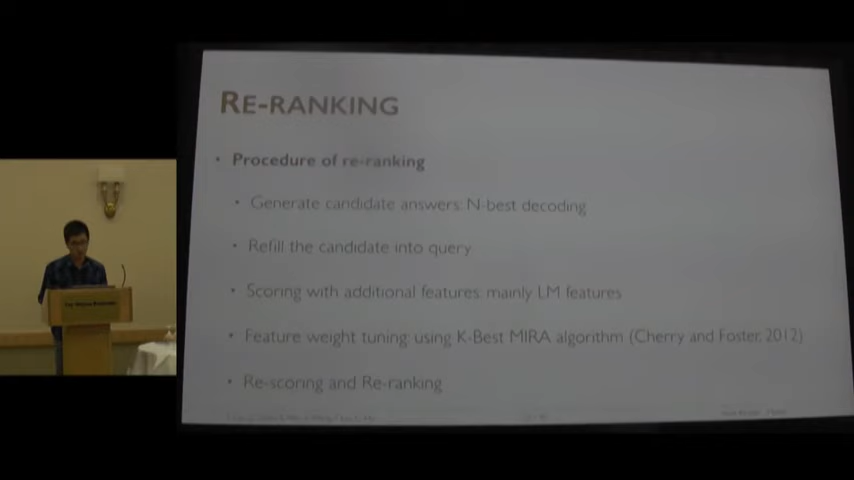 RE-RANKING
• Procedure of re-ranking
• Generate candidate answers: N-best decoding
• Refill the candidate into query
• Scoring with additional features: mainly LM features
• Feature weight tuning: using K-Best MIRA algorithm (Cherry and Foster, 2012)
• Re-scoring and Re-ranking